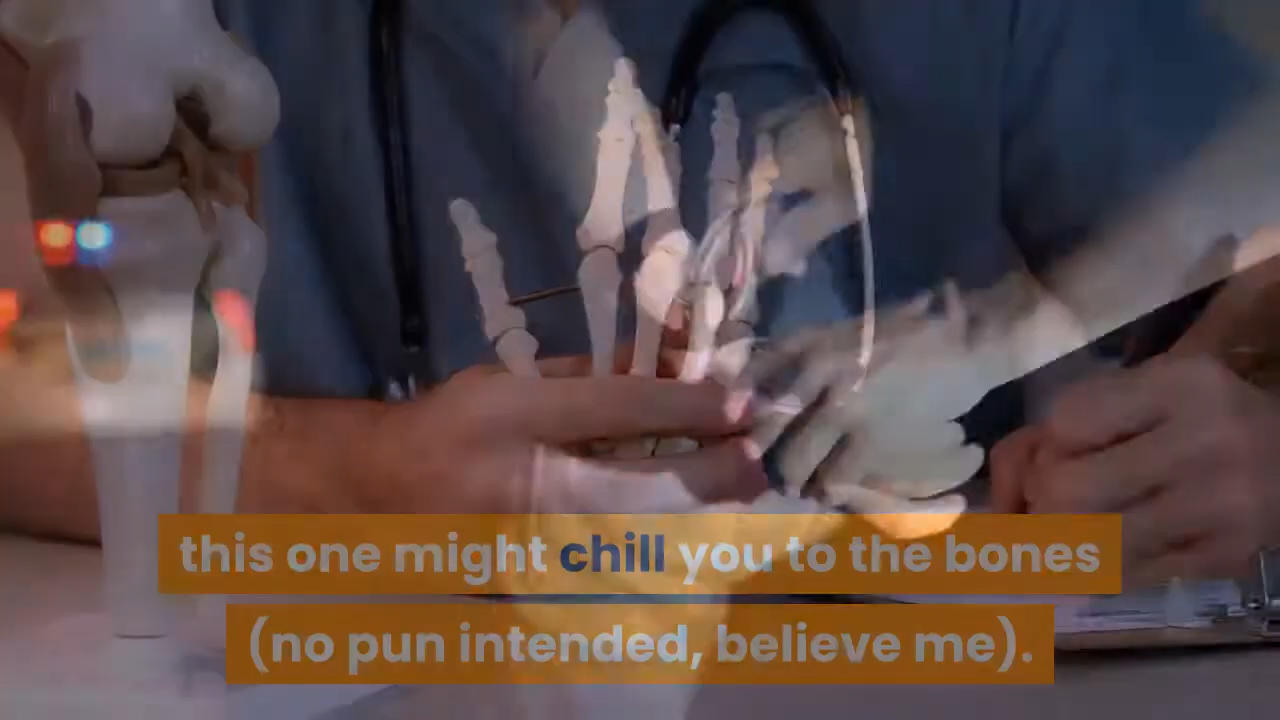 this one might chill you to the bones
(no pun intended, believe me).